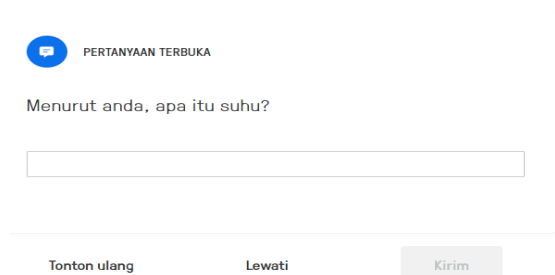 PERTANYAAN TERBUKA
Menurut anda, apa itu suhu?
Tonton ulang Lewati Kirim